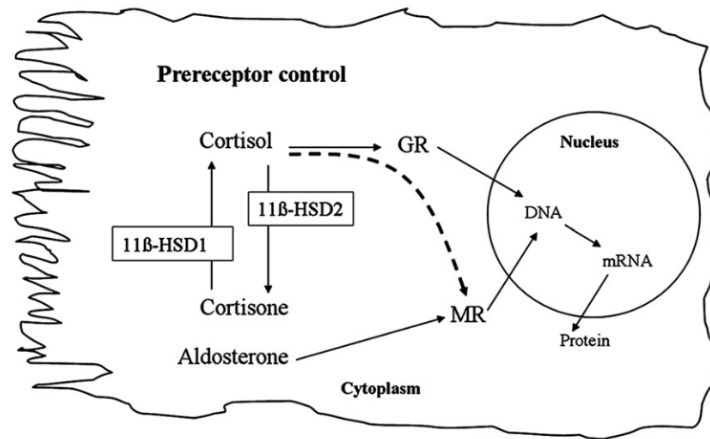 Prereceptor control
Cortisol
GR
Nucleus
11ß-HSD2
DNA
11ß-HSD1
mRNA
Cortisone
MR
Protein
Aldosterone
Cytoplasm